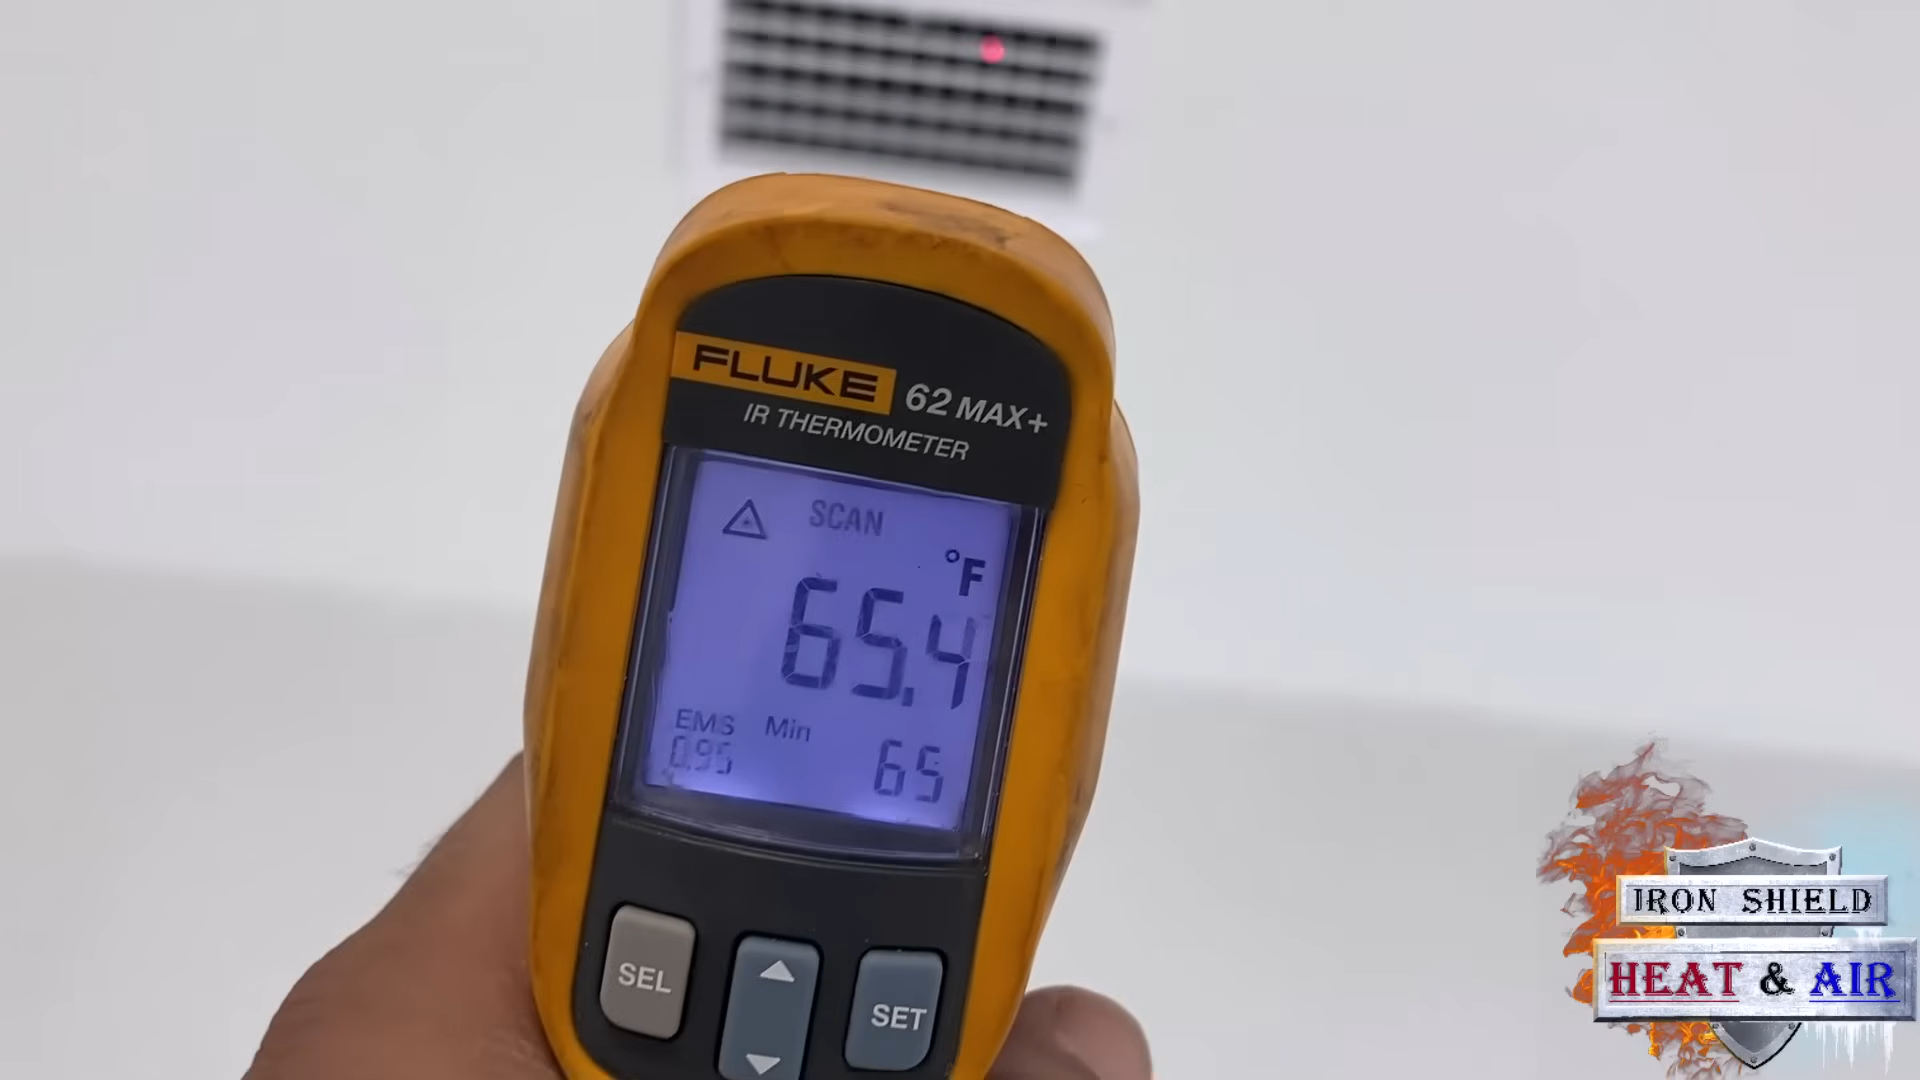 FLUKE 62 MAX+
IR THERMOMETER
SCAN
°F
65.4
EMS Min
0.95 65
SEL SET
IRON SHIELD
HEAT & AIR